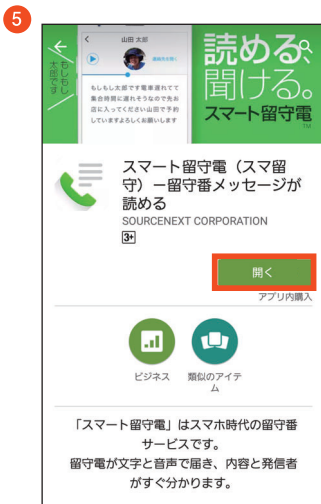 5
山田 太郎
もしもし
太郎です
もしもし太郎です電車遅れてて
集合時間に遅れそうなので先お
店に入ってください山田で予約
していますよろしくお願いします
読める、
聞ける。
スマート留守電
TM
スマート留守電（スマ留
守）－留守番メッセージが
読める
SOURCENEXT CORPORATION
3+
開く
アプリ内購入
ビジネス
類似のアイテ
ム
「スマート留守電」はスマホ時代の留守番
サービスです。
留守電が文字と音声で届き、内容と発信者
がすぐ分かります。